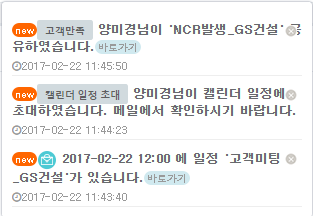 new 고객만족 양미경님이 'NCR발생_GS건설' 공
유하였습니다. 바로가기
2017-02-22 11:45:50
new 캘린더 일정 초대 양미경님이 캘린더 일정에
초대하였습니다. 메일에서 확인하시기 바랍니다.
2017-02-22 11:44:23
new 2017-02-22 12:00 에 일정 '고객미팅
_GS건설'가 있습니다. 바로가기
2017-02-22 11:43:40